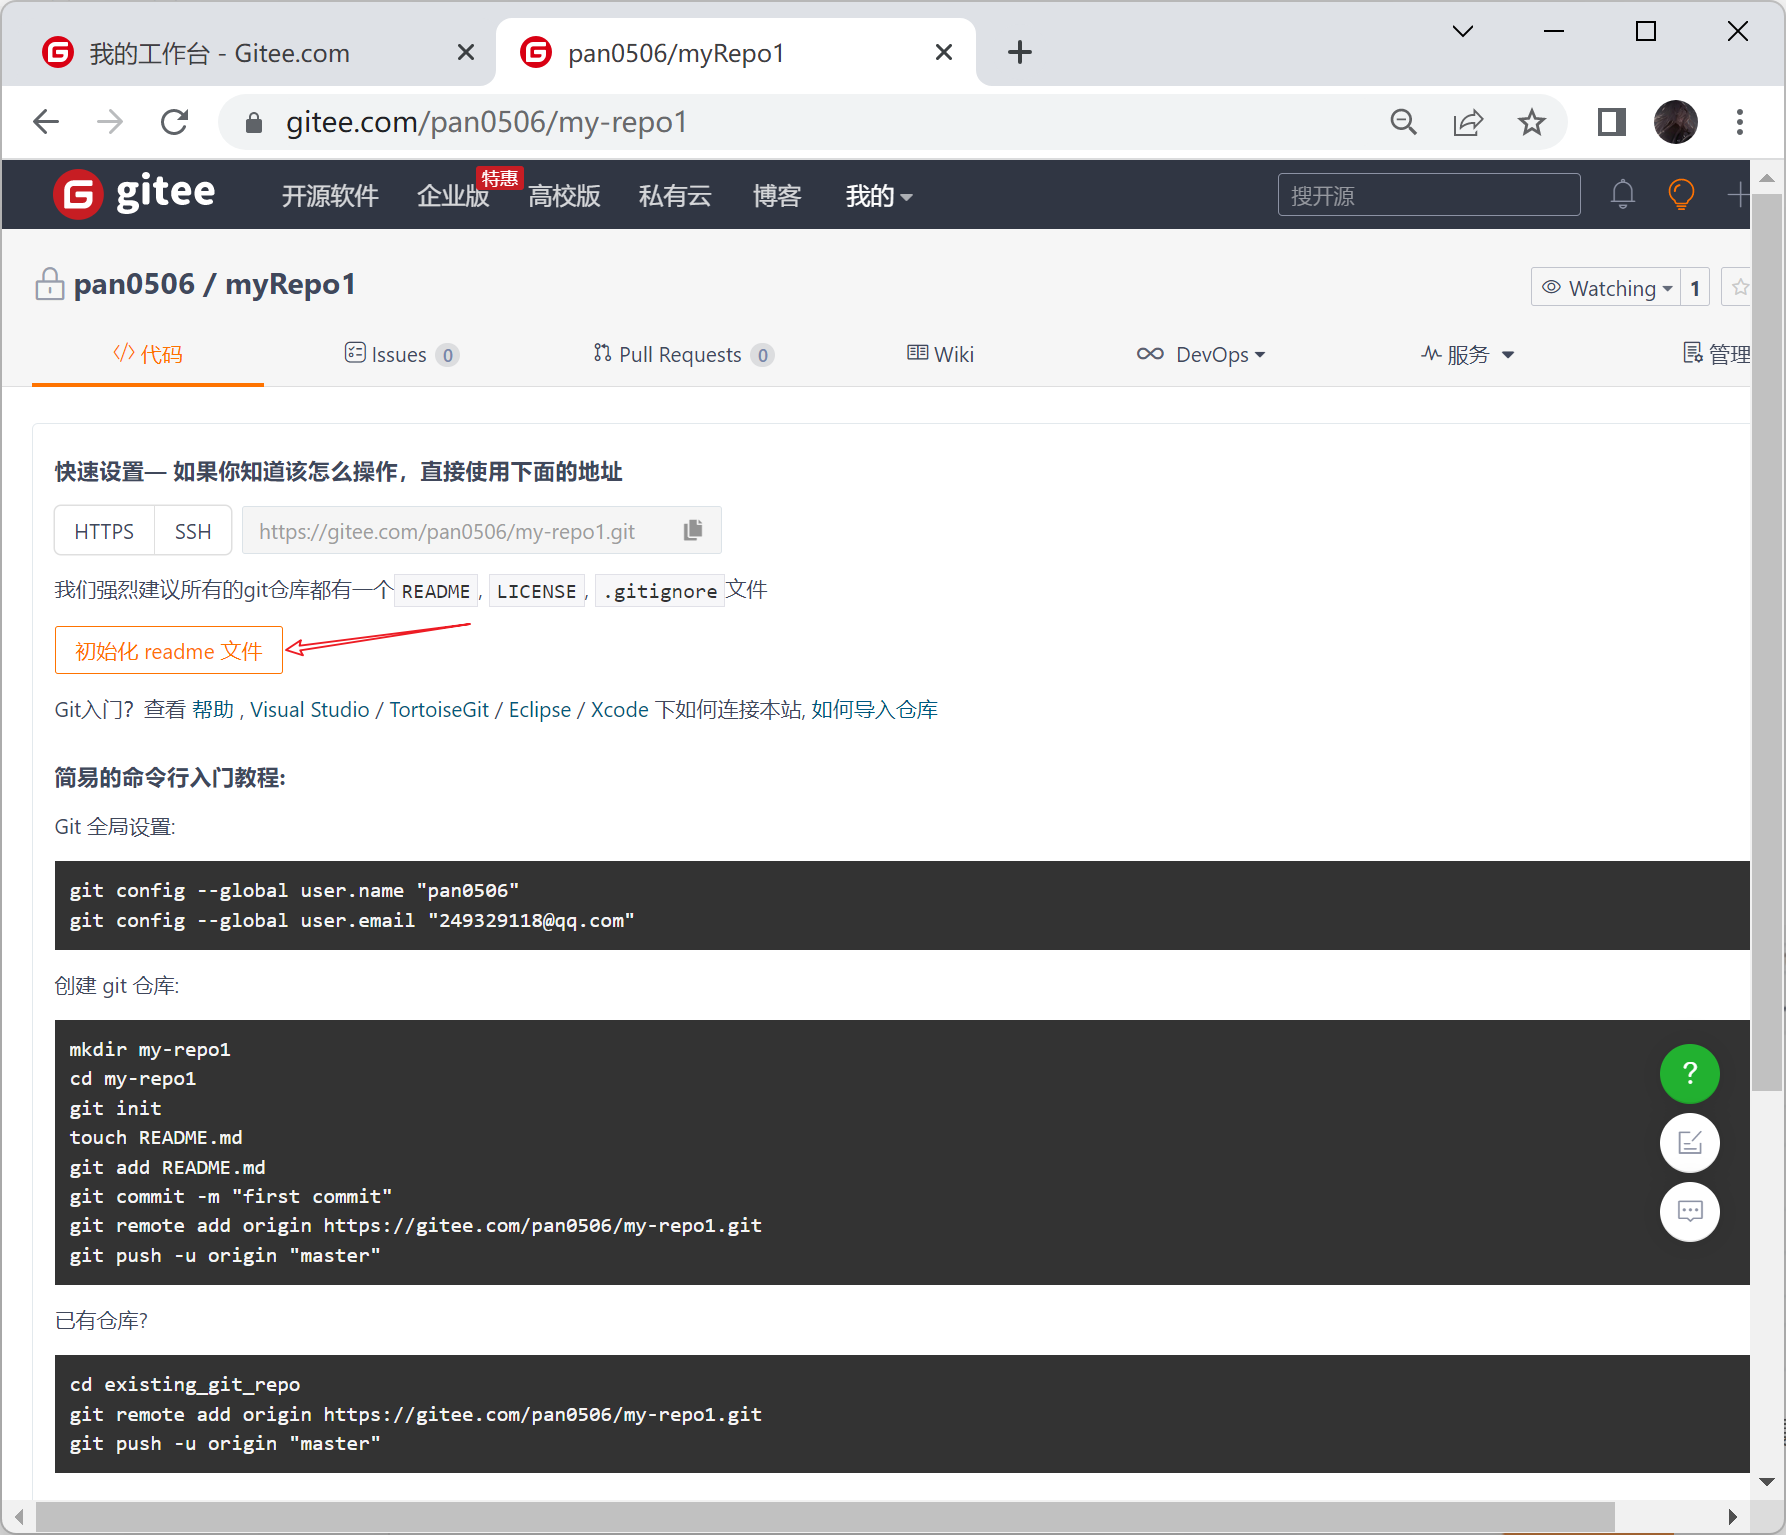 我的工作台 - Gitee.com
pan0506/myRepo1
gitee.com/pan0506/my-repo1
gitee
开源软件
企业版
特惠
高校版
私有云
博客
我的
搜开源
pan0506 / myRepo1
Watching
1
代码
Issues 0
Pull Requests 0
Wiki
DevOps
服务
管理
快速设置— 如果你知道该怎么操作，直接使用下面的地址
HTTPS
SSH
https://gitee.com/pan0506/my-repo1.git
我们强烈建议所有的git仓库都有一个 README, LICENSE, .gitignore 文件
初始化 readme 文件
Git入门？查看 帮助 , Visual Studio / TortoiseGit / Eclipse / Xcode 下如何连接本站, 如何导入仓库
简易的命令行入门教程:
Git 全局设置:
git config --global user.name "pan0506"
git config --global user.email "249329118@qq.com"
创建 git 仓库:
mkdir my-repo1
cd my-repo1
git init
touch README.md
git add README.md
git commit -m "first commit"
git remote add origin https://gitee.com/pan0506/my-repo1.git
git push -u origin "master"
已有仓库?
cd existing_git_repo
git remote add origin https://gitee.com/pan0506/my-repo1.git
git push -u origin "master"